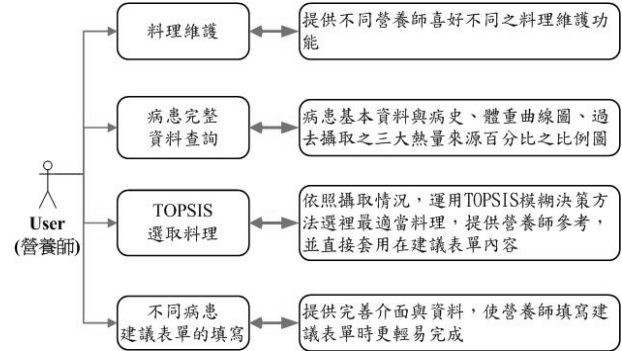 料理維護
提供不同營養師喜好不同之料理維護功
能
病患完整
資料查詢
病患基本資料與病史、體重曲線圖、過
去攝取之三大熱量來源百分比之比例圖
User
(營養師)
TOPSIS
選取料理
依照攝取情況，運用TOPSIS模糊決策方
法選裡最適當料理，提供營養師參考，
並直接套用在建議表單內容
不同病患
建議表單的填寫
提供完善介面與資料，使營養師填寫建
議表單時更輕易完成